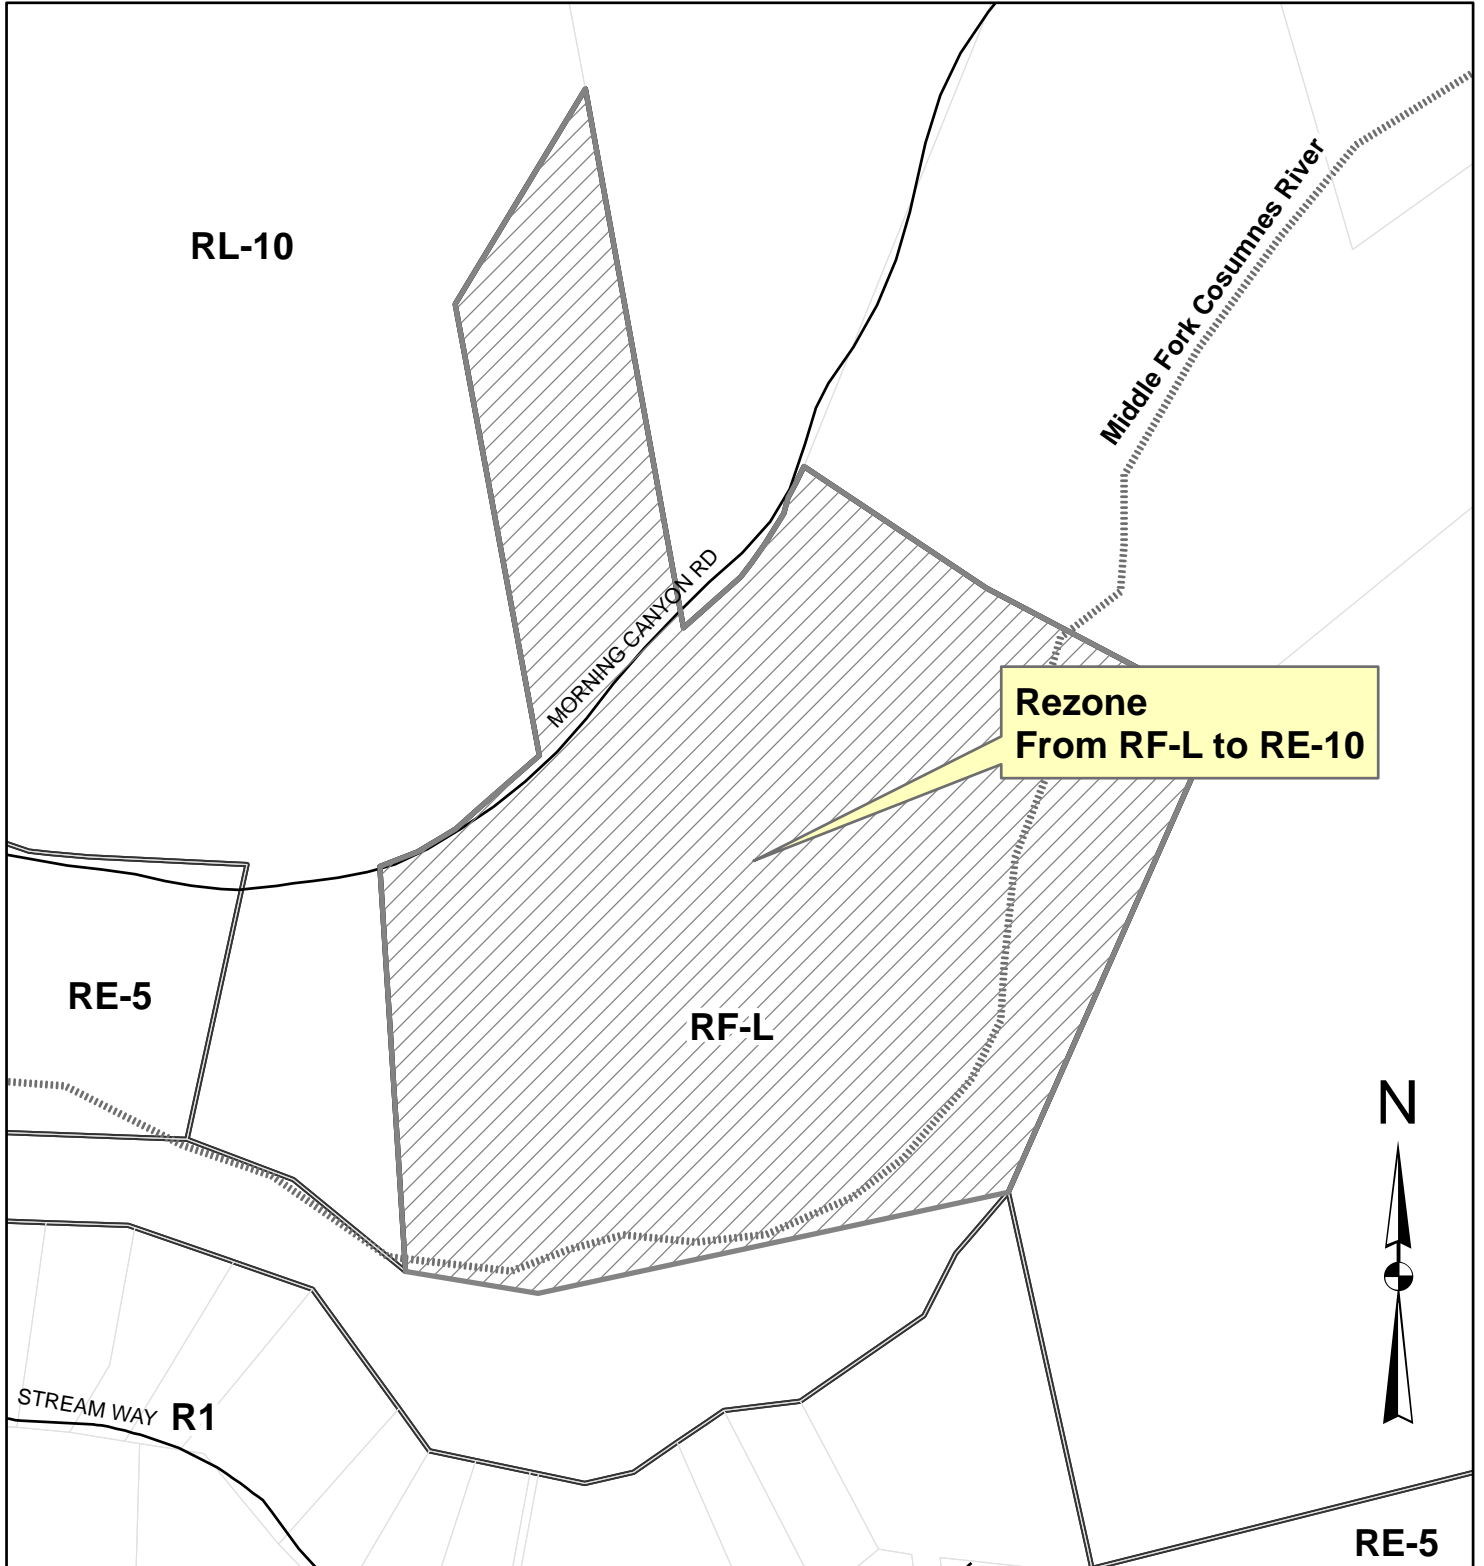 RL-10
Middle Fork Cosumnes River
MORNING CANYON RD
Rezone
From RF-L to RE-10
RE-5
RF-L
N
STREAM WAY
R1
RE-5